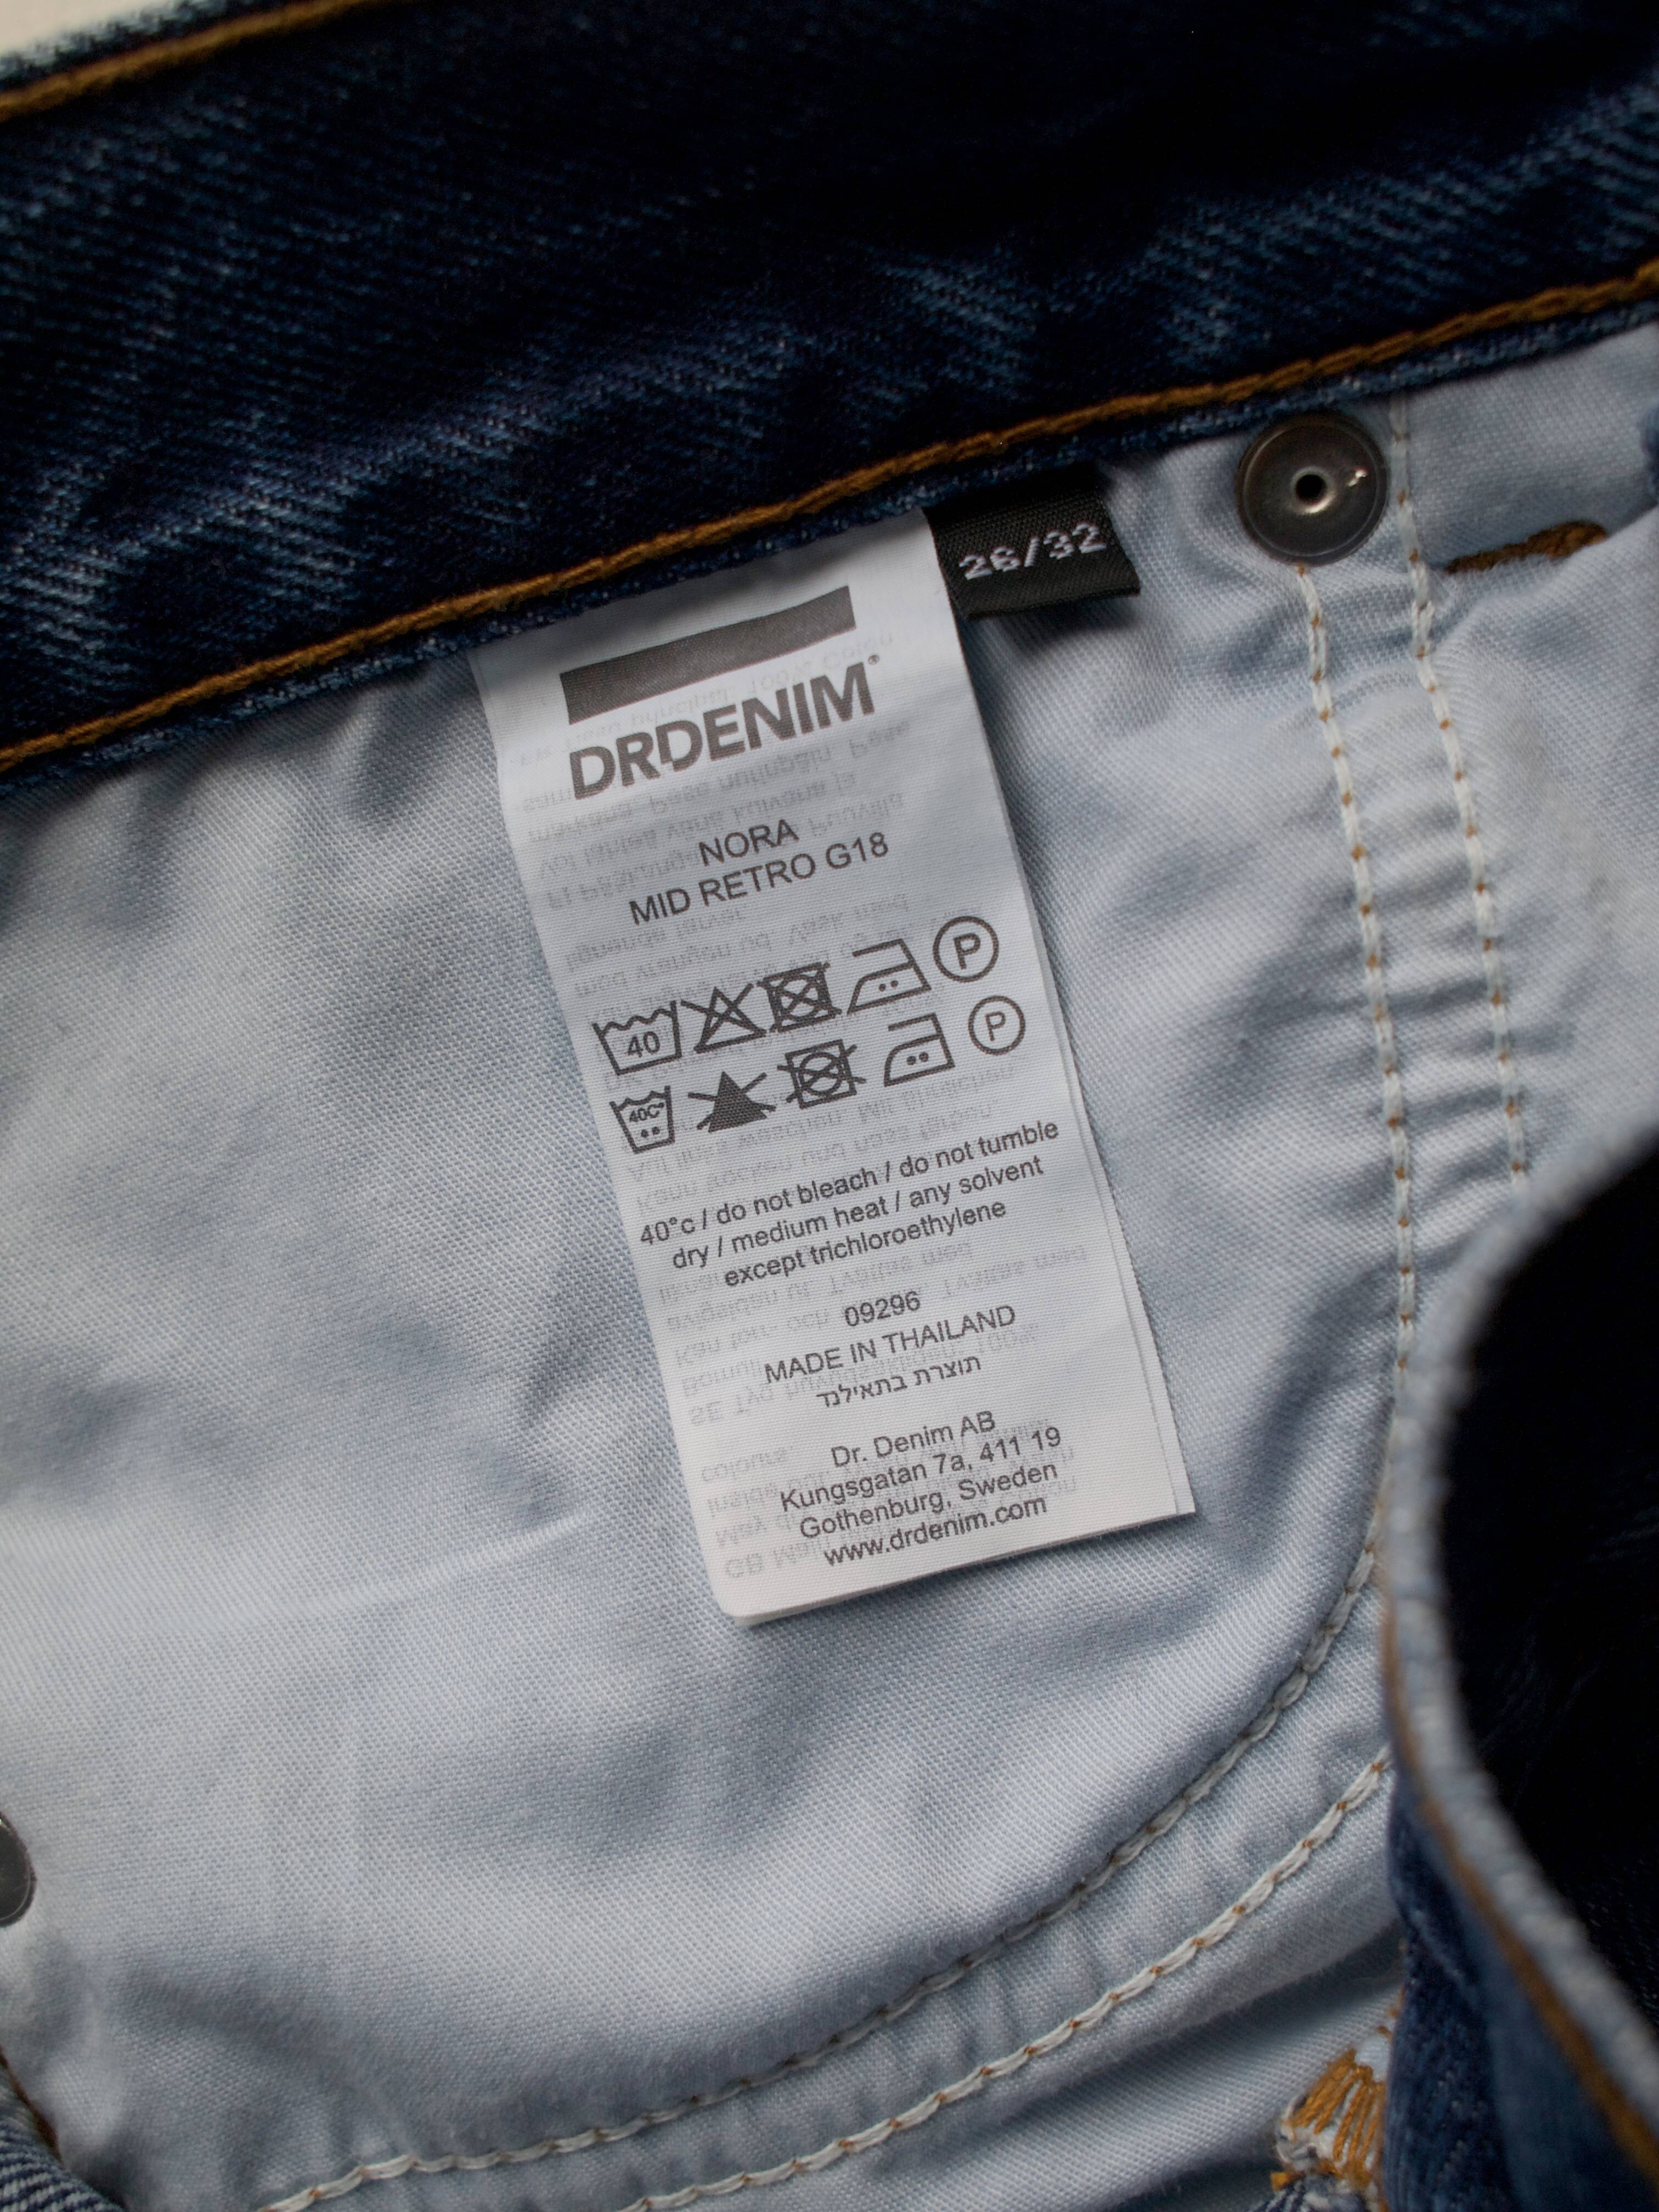 26/32
DRDENIM®
NORA
MID RETRO G18
40 P
40C° P
40°c / do not bleach / do not tumble
dry / medium heat / any solvent
except trichloroethylene
09296
MADE IN THAILAND
תוצרת בתאילנד
Dr. Denim AB
Kungsgatan 7a, 411 19
Gothenburg, Sweden
www.drdenim.com